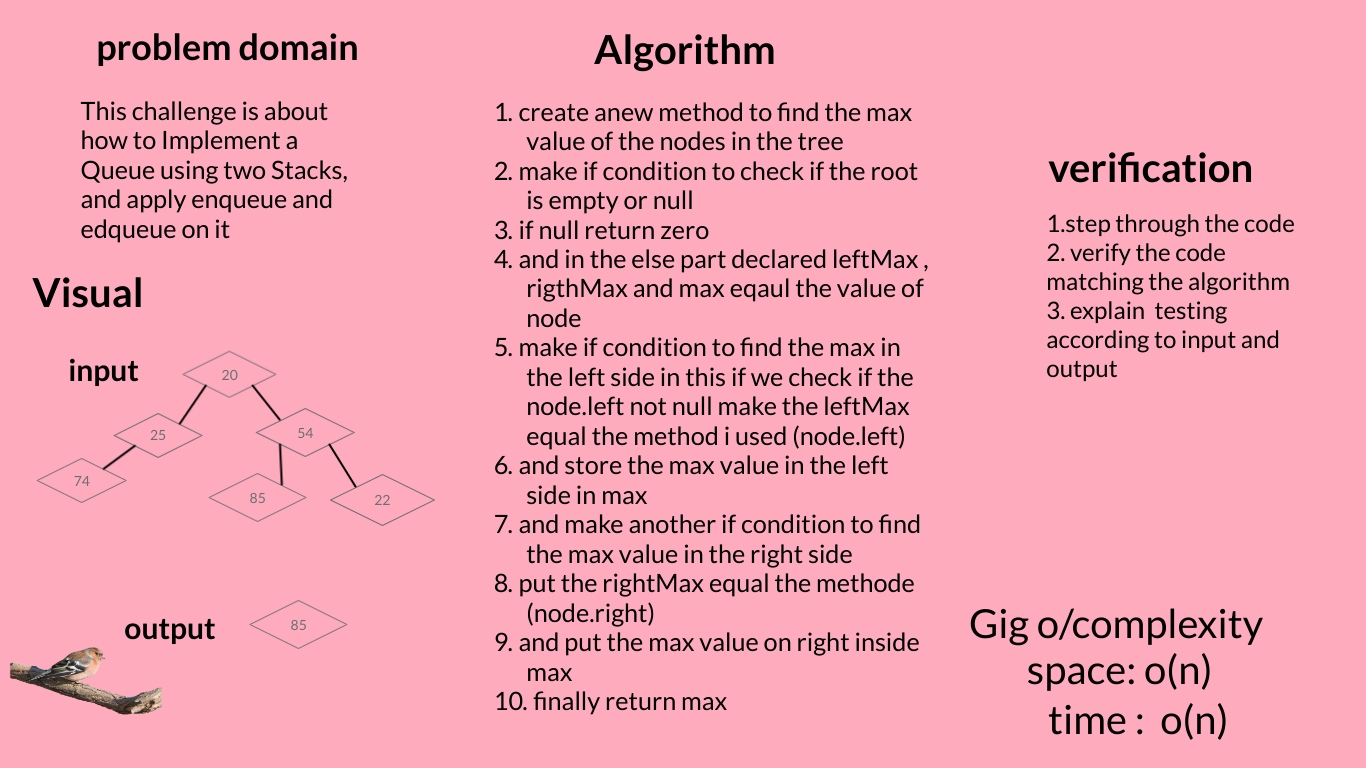 problem domain
This challenge is about
how to Implement a
Queue using two Stacks,
and apply enqueue and
edqueue on it
Visual
input
20
25
54
74
85
22
output
85
Algorithm
1. create anew method to find the max
value of the nodes in the tree
2. make if condition to check if the root
is empty or null
3. if null return zero
4. and in the else part declared leftMax ,
rigthMax and max eqaul the value of
node
5. make if condition to find the max in
the left side in this if we check if the
node.left not null make the leftMax
equal the method i used (node.left)
6. and store the max value in the left
side in max
7. and make another if condition to find
the max value in the right side
8. put the rightMax equal the methode
(node.right)
9. and put the max value on right inside
max
10. finally return max
verification
1.step through the code
2. verify the code
matching the algorithm
3. explain  testing
according to input and
output
Gig o/complexity
space: o(n)
time :  o(n)